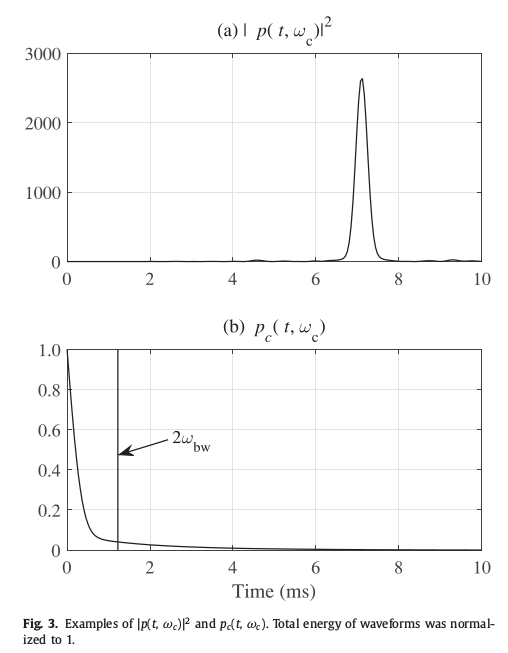 (a) | p( t, ω_c)|²
3000
2000
1000
0
0 2 4 6 8 10
(b) p_c( t, ω_c)
1.0
0.8
0.6
0.4
0.2
0
2ω_bw
0 2 4 6 8 10
Time (ms)
Fig. 3. Examples of |p(t, ω_c)|² and p_c(t, ω_c). Total energy of waveforms was normal-
ized to 1.